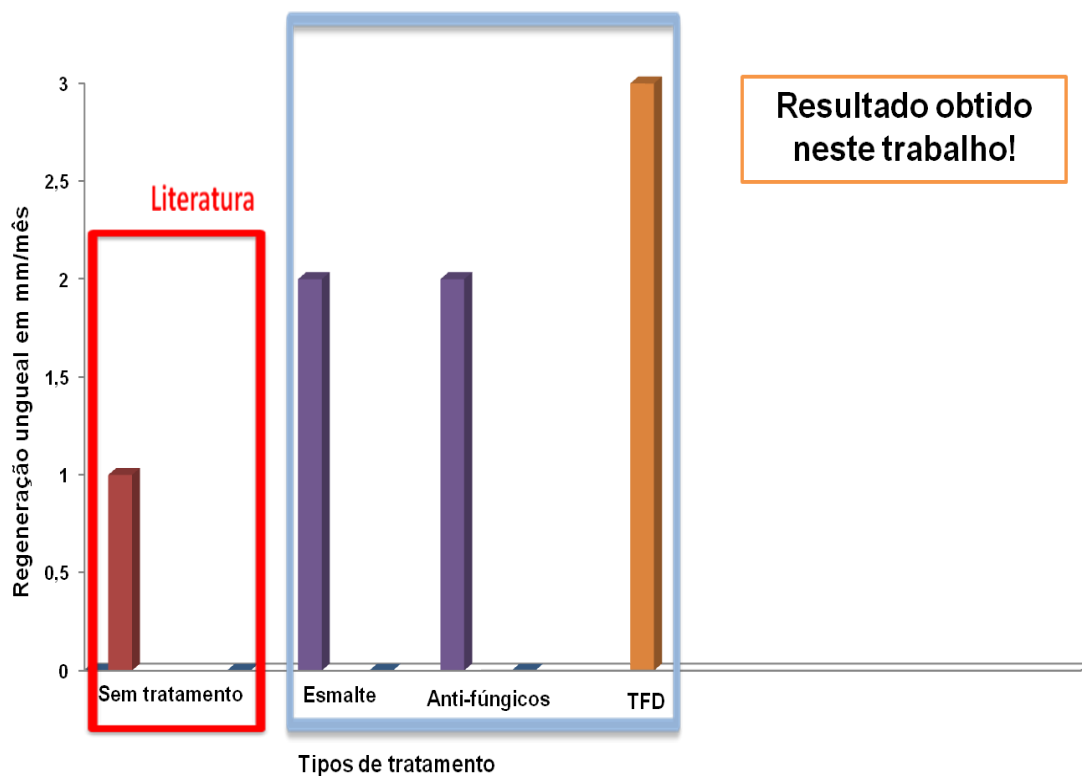 Resultado obtido
neste trabalho!
Literatura
Regeneração ungueal em mm/mês
3
2,5
2
1,5
1
0,5
0
Sem tratamento
Esmalte
Anti-fúngicos
TFD
Tipos de tratamento